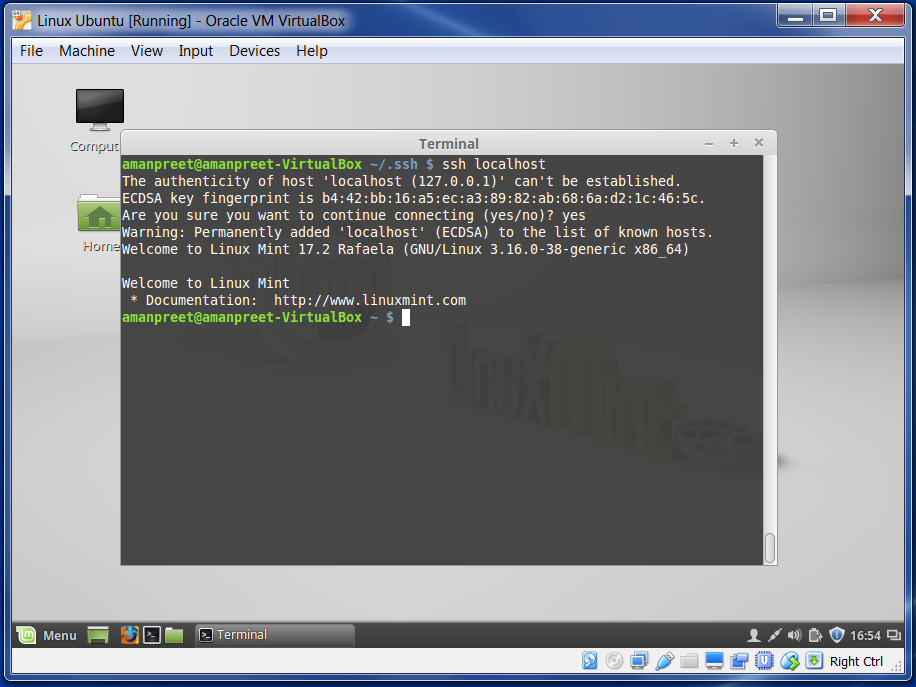 Linux Ubuntu [Running] - Oracle VM VirtualBox
File Machine View Input Devices Help
Comput
Terminal
amanpreet@amanpreet-VirtualBox ~/.ssh $ ssh localhost
The authenticity of host 'localhost (127.0.0.1)' can't be established.
ECDSA key fingerprint is b4:42:bb:16:a5:ec:a3:89:82:ab:68:6a:d2:1c:46:5c.
Are you sure you want to continue connecting (yes/no)? yes
Warning: Permanently added 'localhost' (ECDSA) to the list of known hosts.
Home
Welcome to Linux Mint 17.2 Rafaela (GNU/Linux 3.16.0-38-generic x86_64)
Welcome to Linux Mint
* Documentation: http://www.linuxmint.com
amanpreet@amanpreet-VirtualBox ~ $
Linux Mint
Menu
Terminal
16:54
Right Ctrl